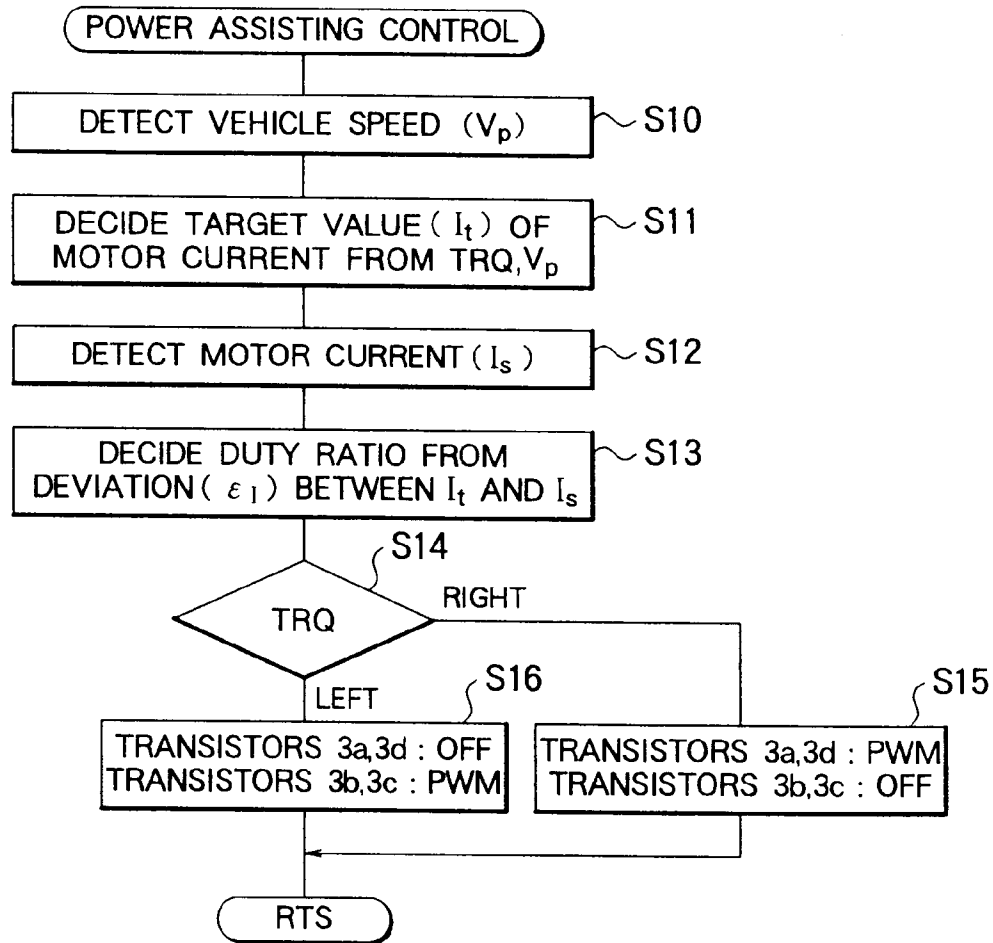 POWER ASSISTING CONTROL
DETECT VEHICLE SPEED (Vp)
S10
DECIDE TARGET VALUE (It) OF
MOTOR CURRENT FROM TRQ,Vp
S11
DETECT MOTOR CURRENT (Is)
S12
DECIDE DUTY RATIO FROM
DEVIATION (εI) BETWEEN It AND Is
S13
S14
TRQ
RIGHT
LEFT
S16
TRANSISTORS 3a,3d : OFF
TRANSISTORS 3b,3c : PWM
S15
TRANSISTORS 3a,3d : PWM
TRANSISTORS 3b,3c : OFF
RTS